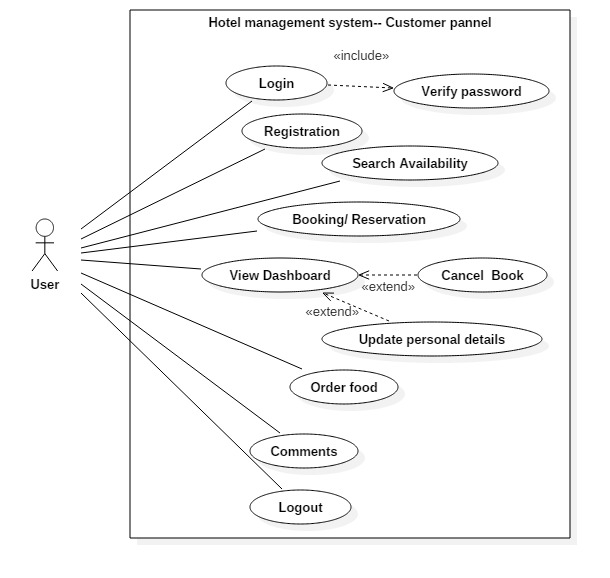 Hotel management system-- Customer pannel
«include»
Login
Verify password
Registration
Search Availability
Booking/ Reservation
View Dashboard
Cancel  Book
«extend»
User
«extend»
Update personal details
Order food
Comments
Logout